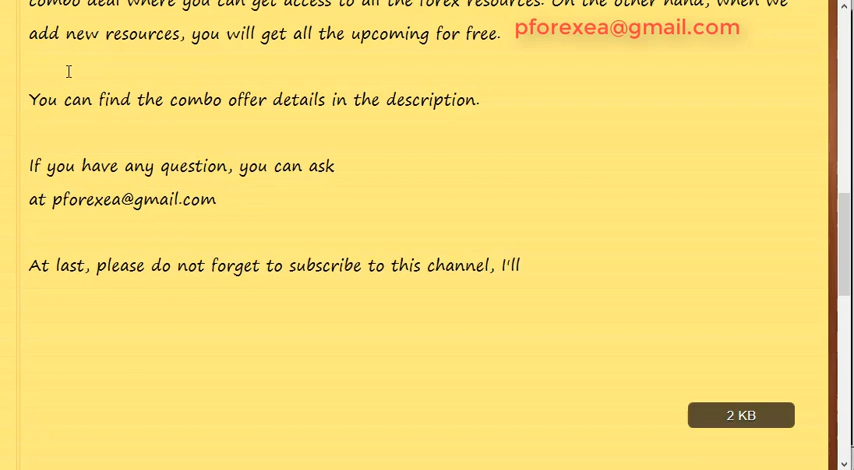 combo deal where you can get access to all the forex resources. On the other hand, when we
add new resources, you will get all the upcoming for free. pforexea@gmail.com
You can find the combo offer details in the description.
If you have any question, you can ask
at pforexea@gmail.com
At last, please do not forget to subscribe to this channel, I'll
2 KB